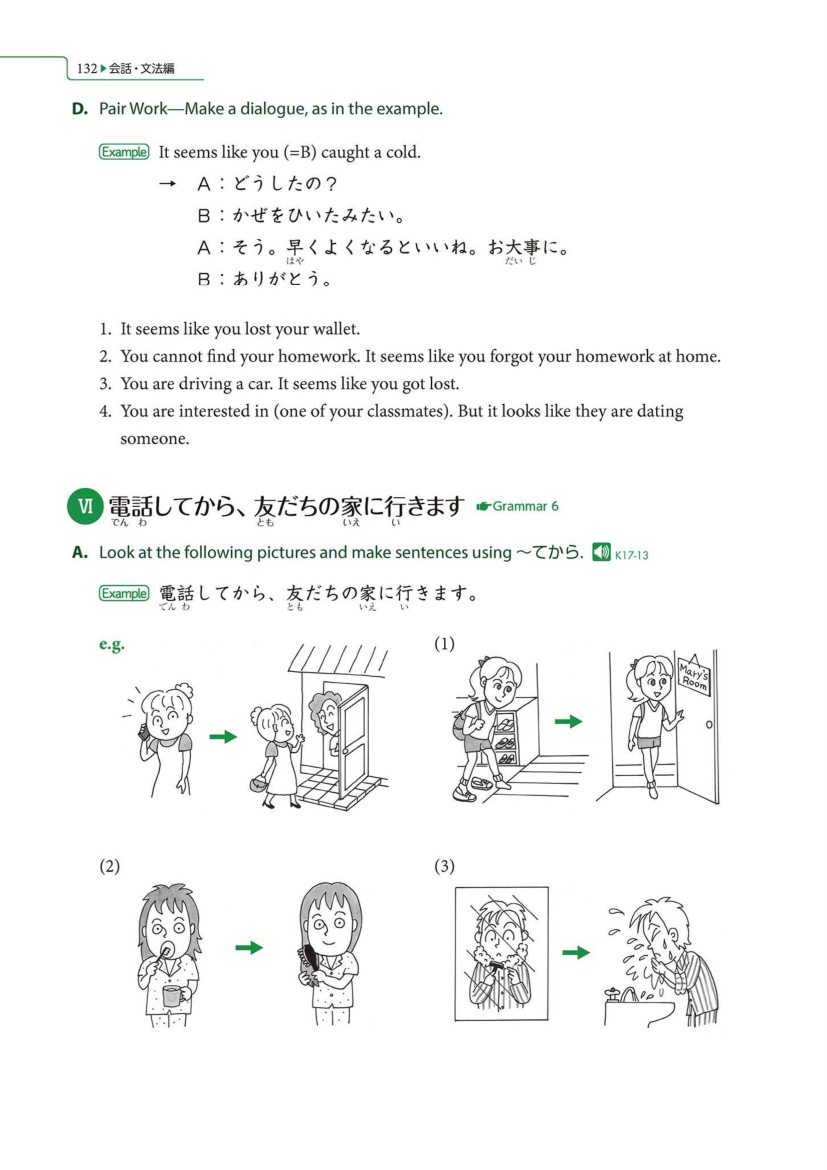 132▶会話・文法編
D. Pair Work—Make a dialogue, as in the example.
Example It seems like you (=B) caught a cold.
→ A：どうしたの？
B：かぜをひいたみたい。
A：そう。早くよくなるといいね。お大事に。
はや だいじ
B：ありがとう。
1. It seems like you lost your wallet.
2. You cannot find your homework. It seems like you forgot your homework at home.
3. You are driving a car. It seems like you got lost.
4. You are interested in (one of your classmates). But it looks like they are dating
someone.
Ⅵ 電話してから、友だちの家に行きます ☛Grammar 6
でんわ とも いえ い
A. Look at the following pictures and make sentences using ～てから. K17-13
Example 電話してから、友だちの家に行きます。
でんわ とも いえ い
e.g.
(1)
Mary's
Room
(2)
(3)